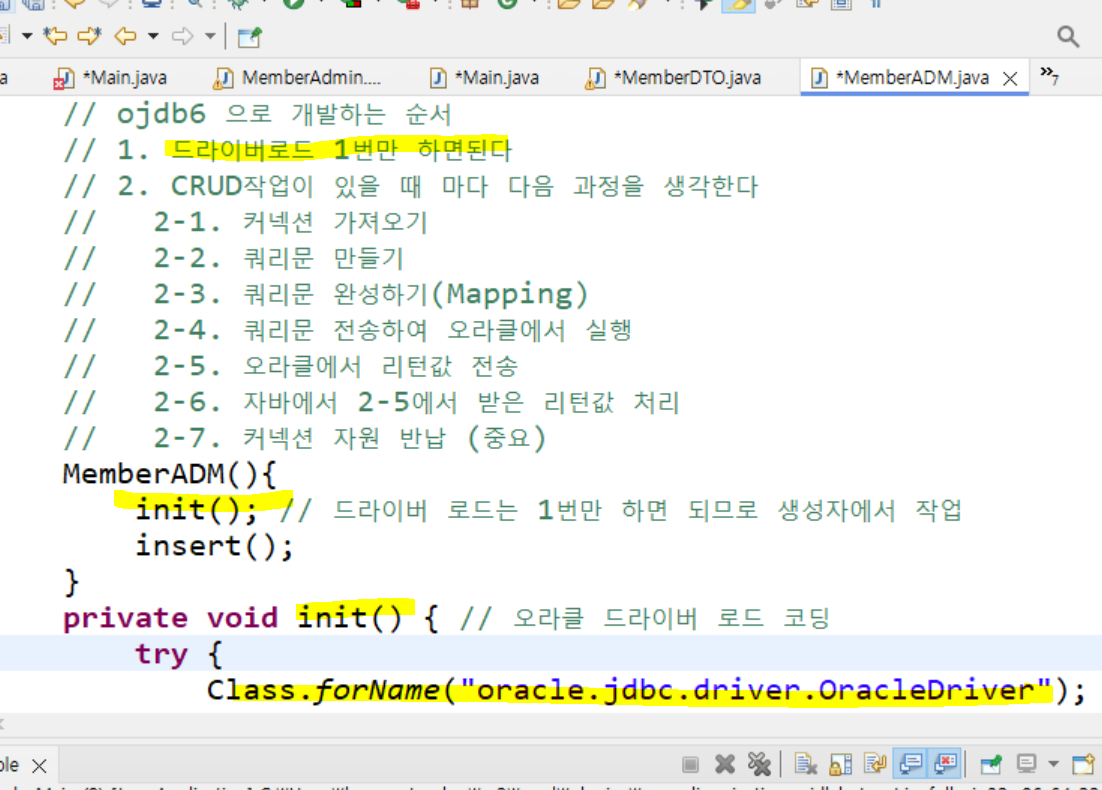 a
*Main.java
MemberAdmin....
*Main.java
*MemberDTO.java
*MemberADM.java
»7
// ojdb6 으로 개발하는 순서
// 1. 드라이버로드 1번만 하면된다
// 2. CRUD작업이 있을 때 마다 다음 과정을 생각한다
//   2-1. 커넥션 가져오기
//   2-2. 쿼리문 만들기
//   2-3. 쿼리문 완성하기(Mapping)
//   2-4. 쿼리문 전송하여 오라클에서 실행
//   2-5. 오라클에서 리턴값 전송
//   2-6. 자바에서 2-5에서 받은 리턴값 처리
//   2-7. 커넥션 자원 반납 (중요)
MemberADM(){
init(); // 드라이버 로드는 1번만 하면 되므로 생성자에서 작업
insert();
}
private void init() { // 오라클 드라이버 로드 코딩
try {
Class.forName("oracle.jdbc.driver.OracleDriver");